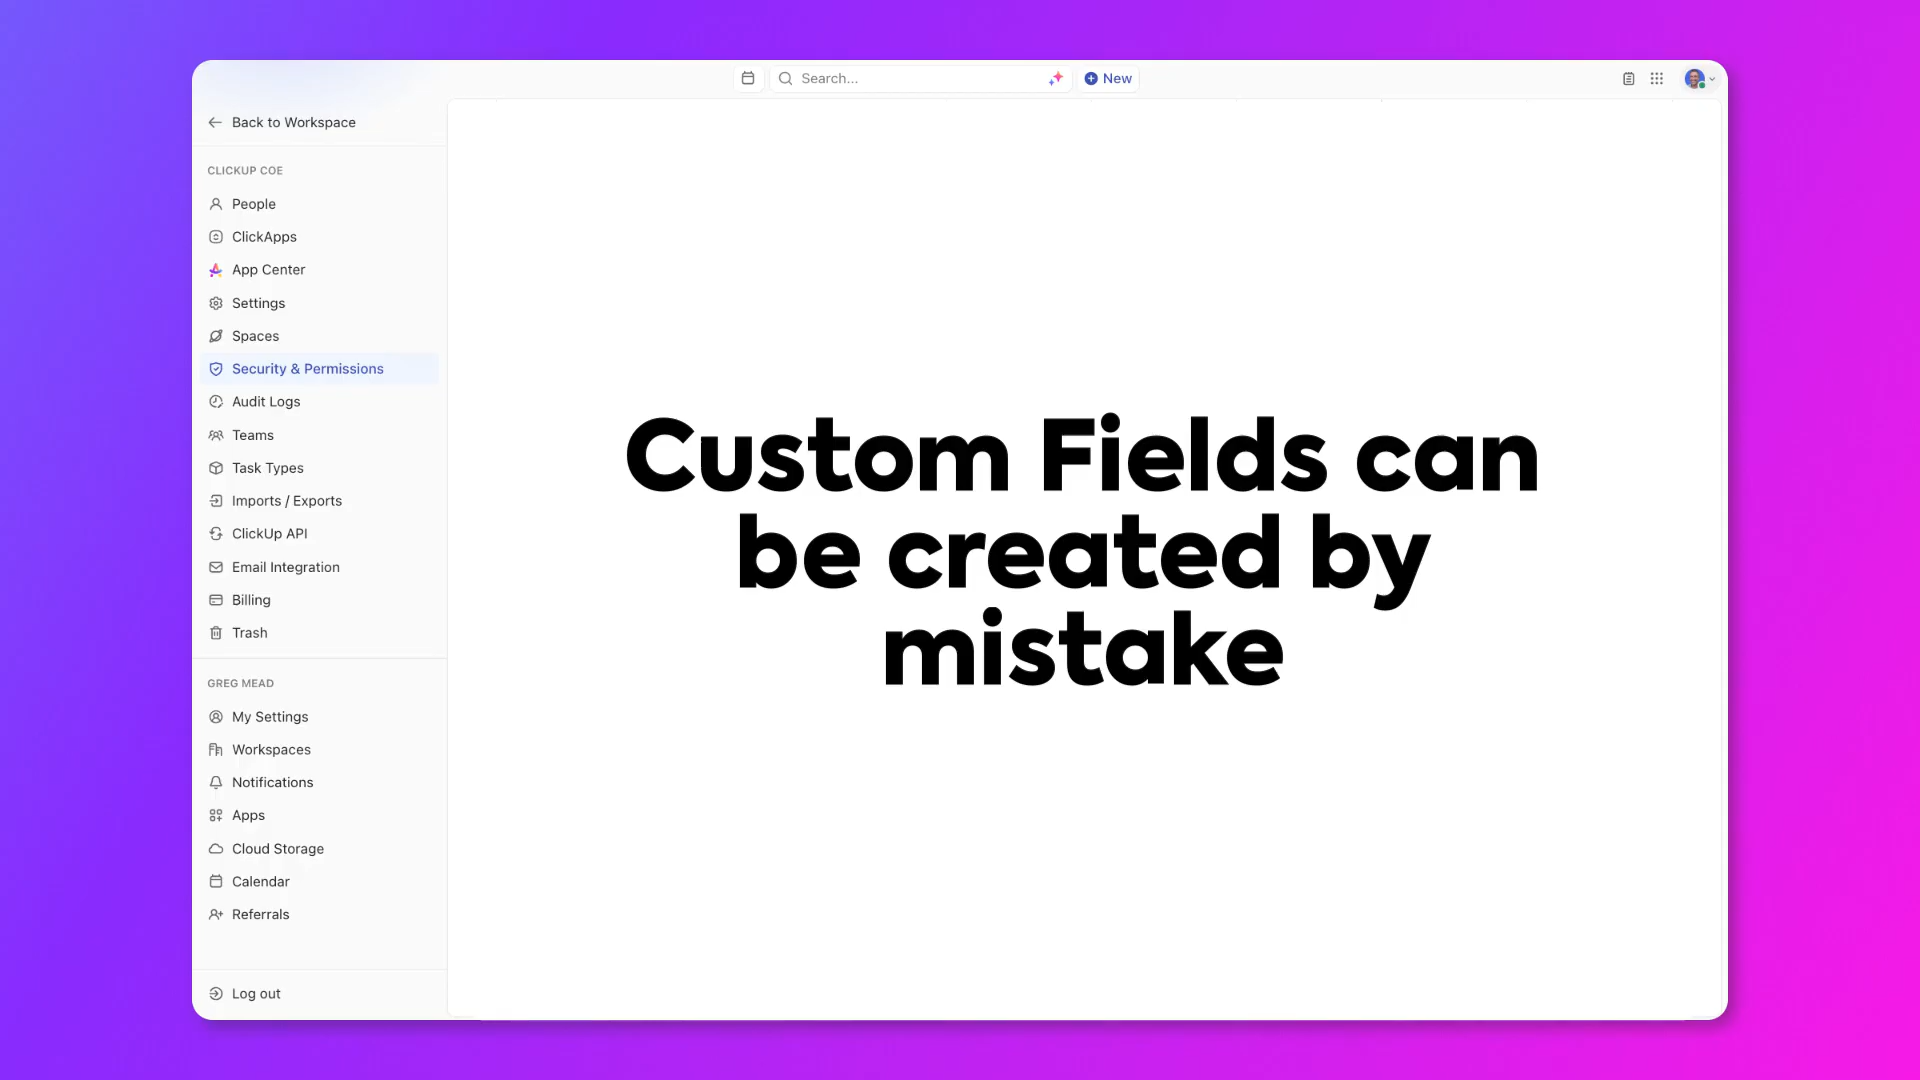 Search...
New
Back to Workspace
CLICKUP COE
People
ClickApps
App Center
Settings
Spaces
Security & Permissions
Audit Logs
Teams
Task Types
Imports / Exports
ClickUp API
Email Integration
Billing
Trash
GREG MEAD
My Settings
Workspaces
Notifications
Apps
Cloud Storage
Calendar
Referrals
Log out
Custom Fields can
be created by
mistake